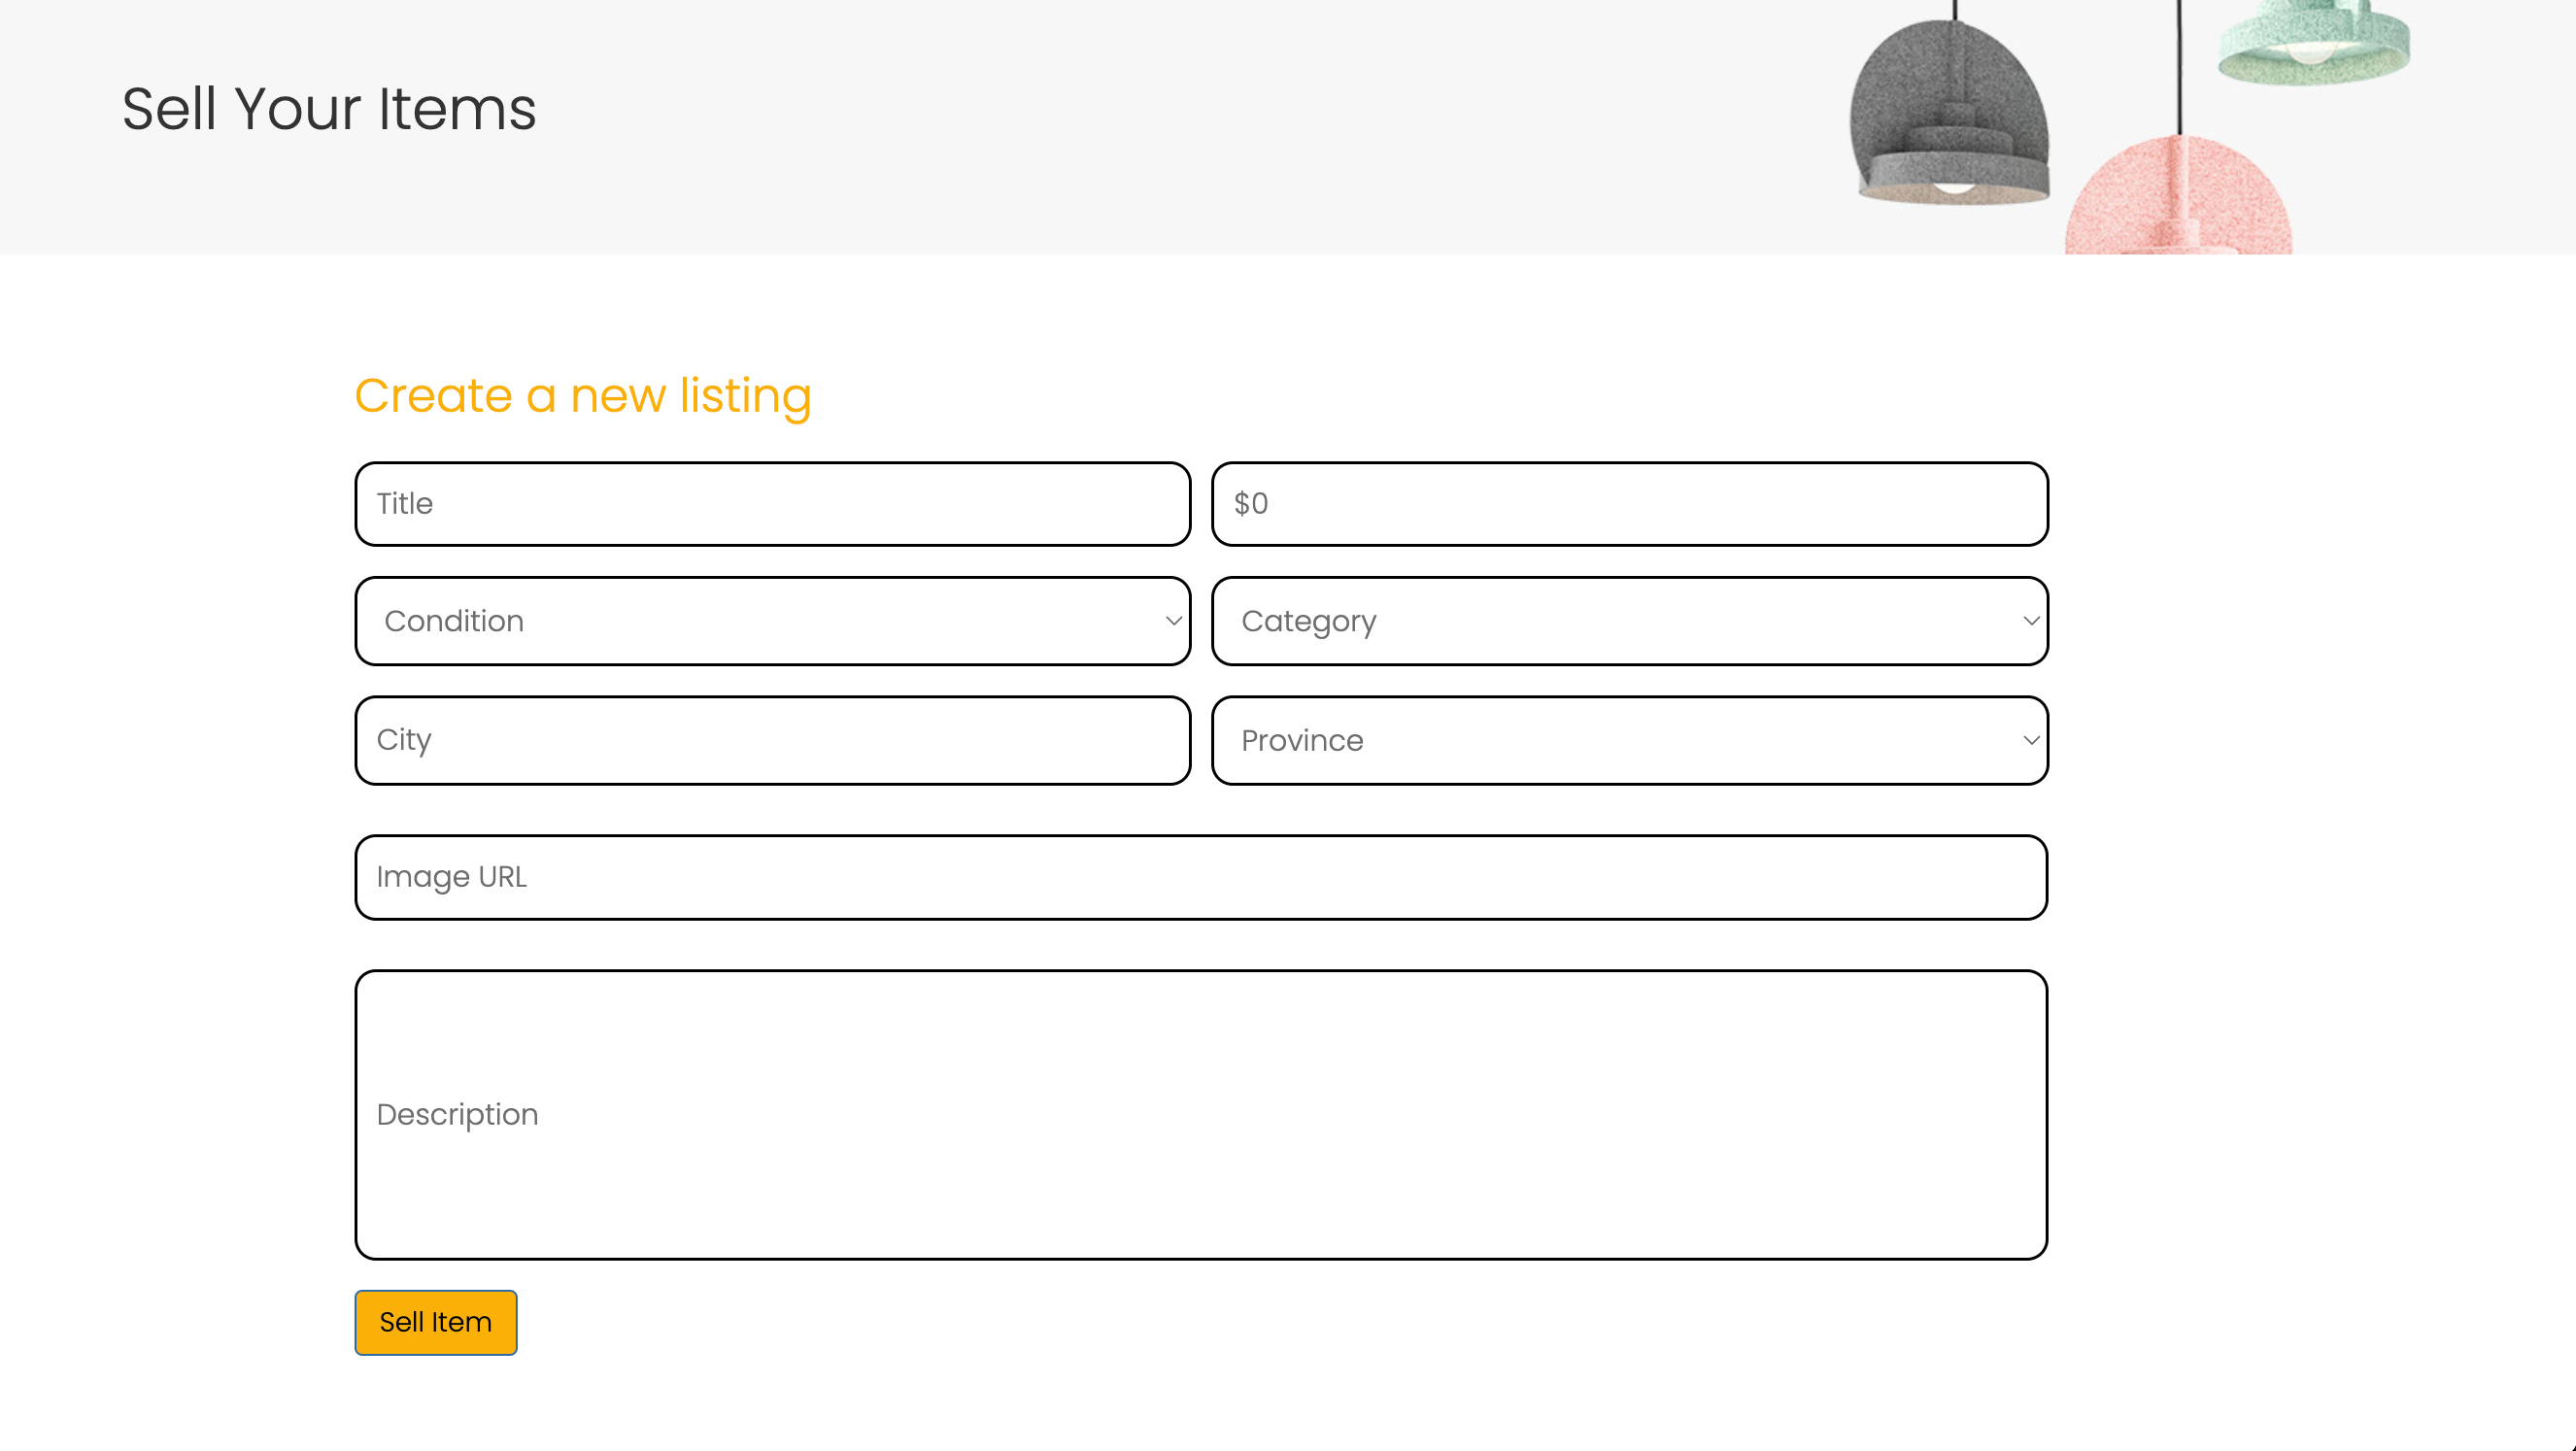 Sell Your Items
Create a new listing
Title
$0
Condition
Category
City
Province
Image URL
Description
Sell Item